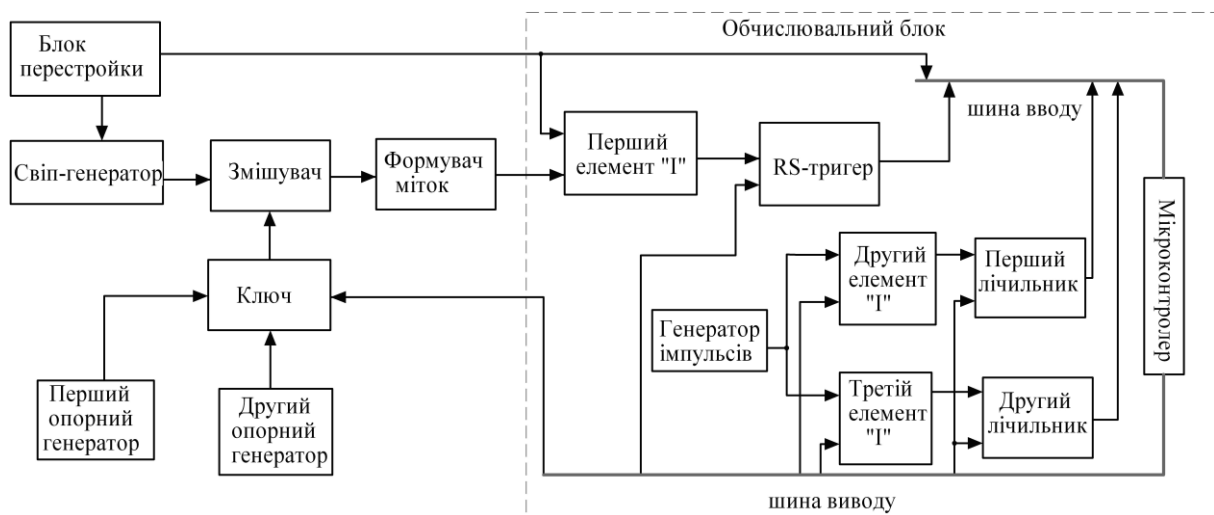 Обчислювальний блок
Блок
перестройки
шина вводу
Свіп-генератор
Змішувач
Формувач
міток
Перший
елемент "І"
RS-тригер
Мікроконтролер
Ключ
Другий
елемент
"І"
Перший
лічильник
Генератор
імпульсів
Перший
опорний
генератор
Другий
опорний
генератор
Третій
елемент
"І"
Другий
лічильник
шина виводу